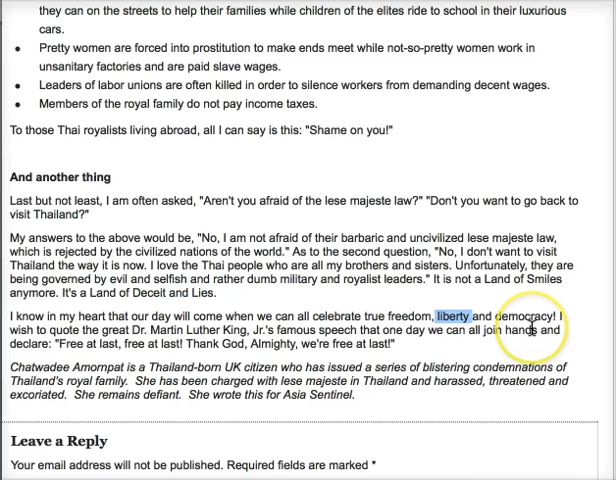 they can on the streets to help their families while children of the elites ride to school in their luxurious
cars.
Pretty women are forced into prostitution to make ends meet while not-so-pretty women work in
unsanitary factories and are paid slave wages.
Leaders of labor unions are often killed in order to silence workers from demanding decent wages.
Members of the royal family do not pay income taxes.
To those Thai royalists living abroad, all I can say is this: "Shame on you!"
And another thing
Last but not least, I am often asked, "Aren't you afraid of the lese majeste law?" "Don't you want to go back to
visit Thailand?"
My answers to the above would be, "No, I am not afraid of their barbaric and uncivilized lese majeste law,
which is rejected by the civilized nations of the world." As to the second question, "No, I don't want to visit
Thailand the way it is now. I love the Thai people who are all my brothers and sisters. Unfortunately, they are
being governed by evil and selfish and rather dumb military and royalist leaders." It is not a Land of Smiles
anymore. It's a Land of Deceit and Lies.
I know in my heart that our day will come when we can all celebrate true freedom, liberty and democracy! I
wish to quote the great Dr. Martin Luther King, Jr.'s famous speech that one day we can all join hands and
declare: "Free at last, free at last! Thank God, Almighty, we're free at last!"
Chatwadee Amornpat is a Thailand-born UK citizen who has issued a series of blistering condemnations of
Thailand's royal family. She has been charged with lese majeste in Thailand and harassed, threatened and
excoriated. She remains defiant. She wrote this for Asia Sentinel.
Leave a Reply
Your email address will not be published. Required fields are marked *